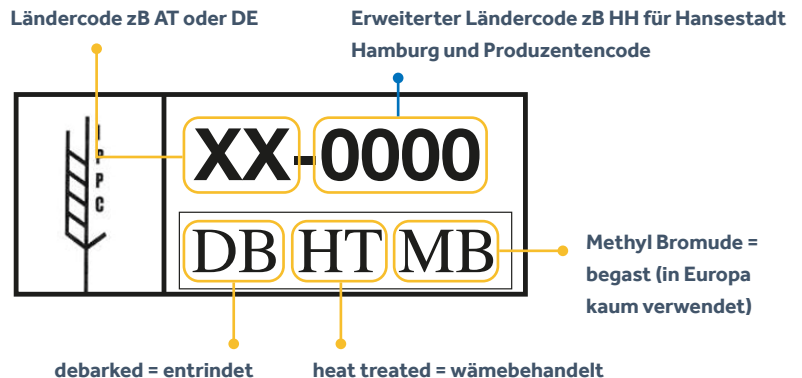 Ländercode zB AT oder DE
Erweiterter Ländercode zB HH für Hansestadt
Hamburg und Produzentencode
IPPC
XX-0000
DB HT MB
Methyl Bromude =
begast (in Europa
kaum verwendet)
debarked = entrindet
heat treated = wämebehandelt